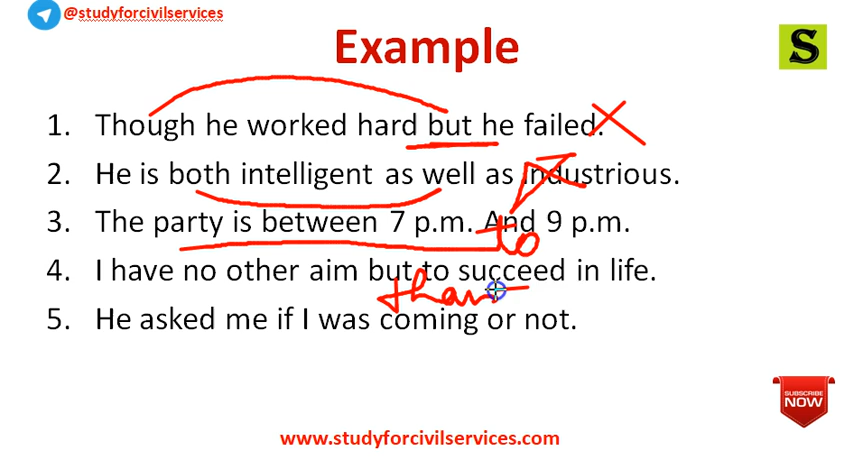 @studyforcivilservices
Example
S
1. Though he worked hard but he failed.
2. He is both intelligent as well as industrious.
3. The party is between 7 p.m. And 9 p.m.
to
4. I have no other aim but to succeed in life.
than
5. He asked me if I was coming or not.
SUBSCRIBE
NOW
www.studyforcivilservices.com